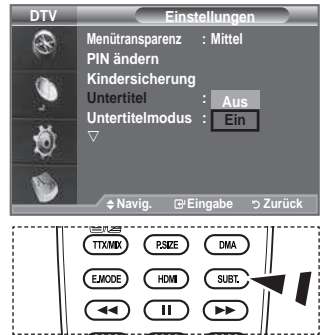 DTV Einstellungen
Menütransparenz : Mittel
PIN ändern
Kindersicherung
Untertitel : Aus
Untertitelmodus : Ein
Navig. Eingabe Zurück
TTX/MIX P.SIZE DMA
E.MODE HDMI SUBT.